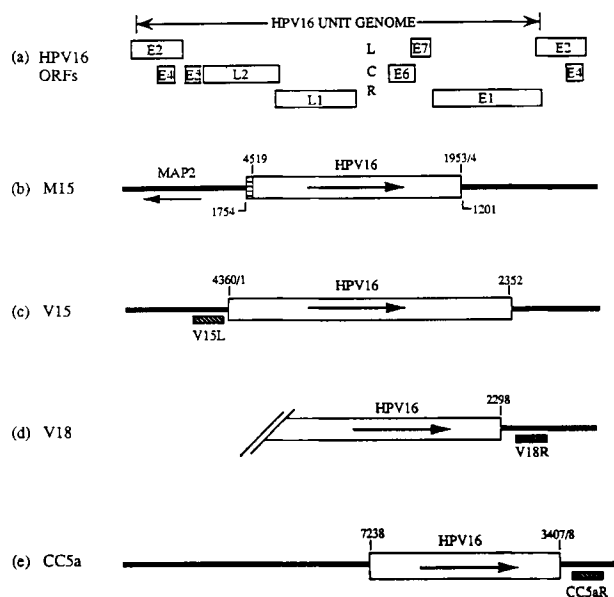 HPV16 UNIT GENOME
(a) HPV16 ORFs
E2 L E7 E2
E4 E5 L2 C E6 E4
L1 R E1
4519 HPV16 1953/4
(b) M15 MAP2
1754 1201
4360/1 HPV16 2352
(c) V15
V15L
HPV16 2298
(d) V18
V18R
7238 HPV16 3407/8
(e) CC5a
CC5aR